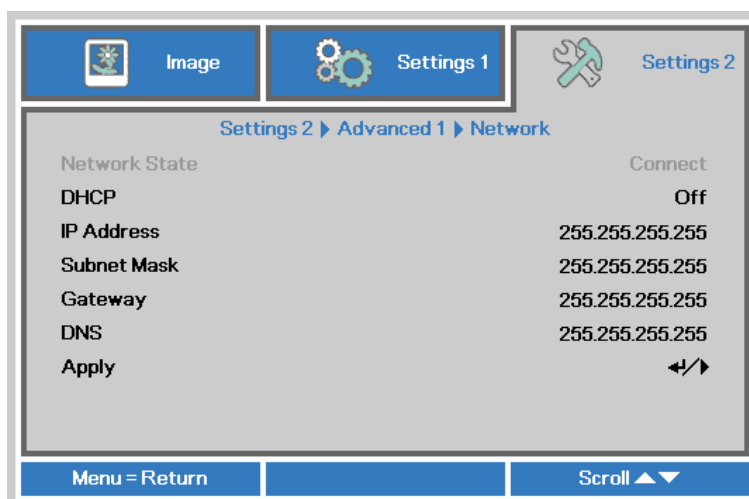 Image Settings 1 Settings 2
Settings 2 ▶ Advanced 1 ▶ Network
Network State Connect
DHCP Off
IP Address 255.255.255.255
Subnet Mask 255.255.255.255
Gateway 255.255.255.255
DNS 255.255.255.255
Apply ↵/▶
Menu = Return Scroll ▲▼